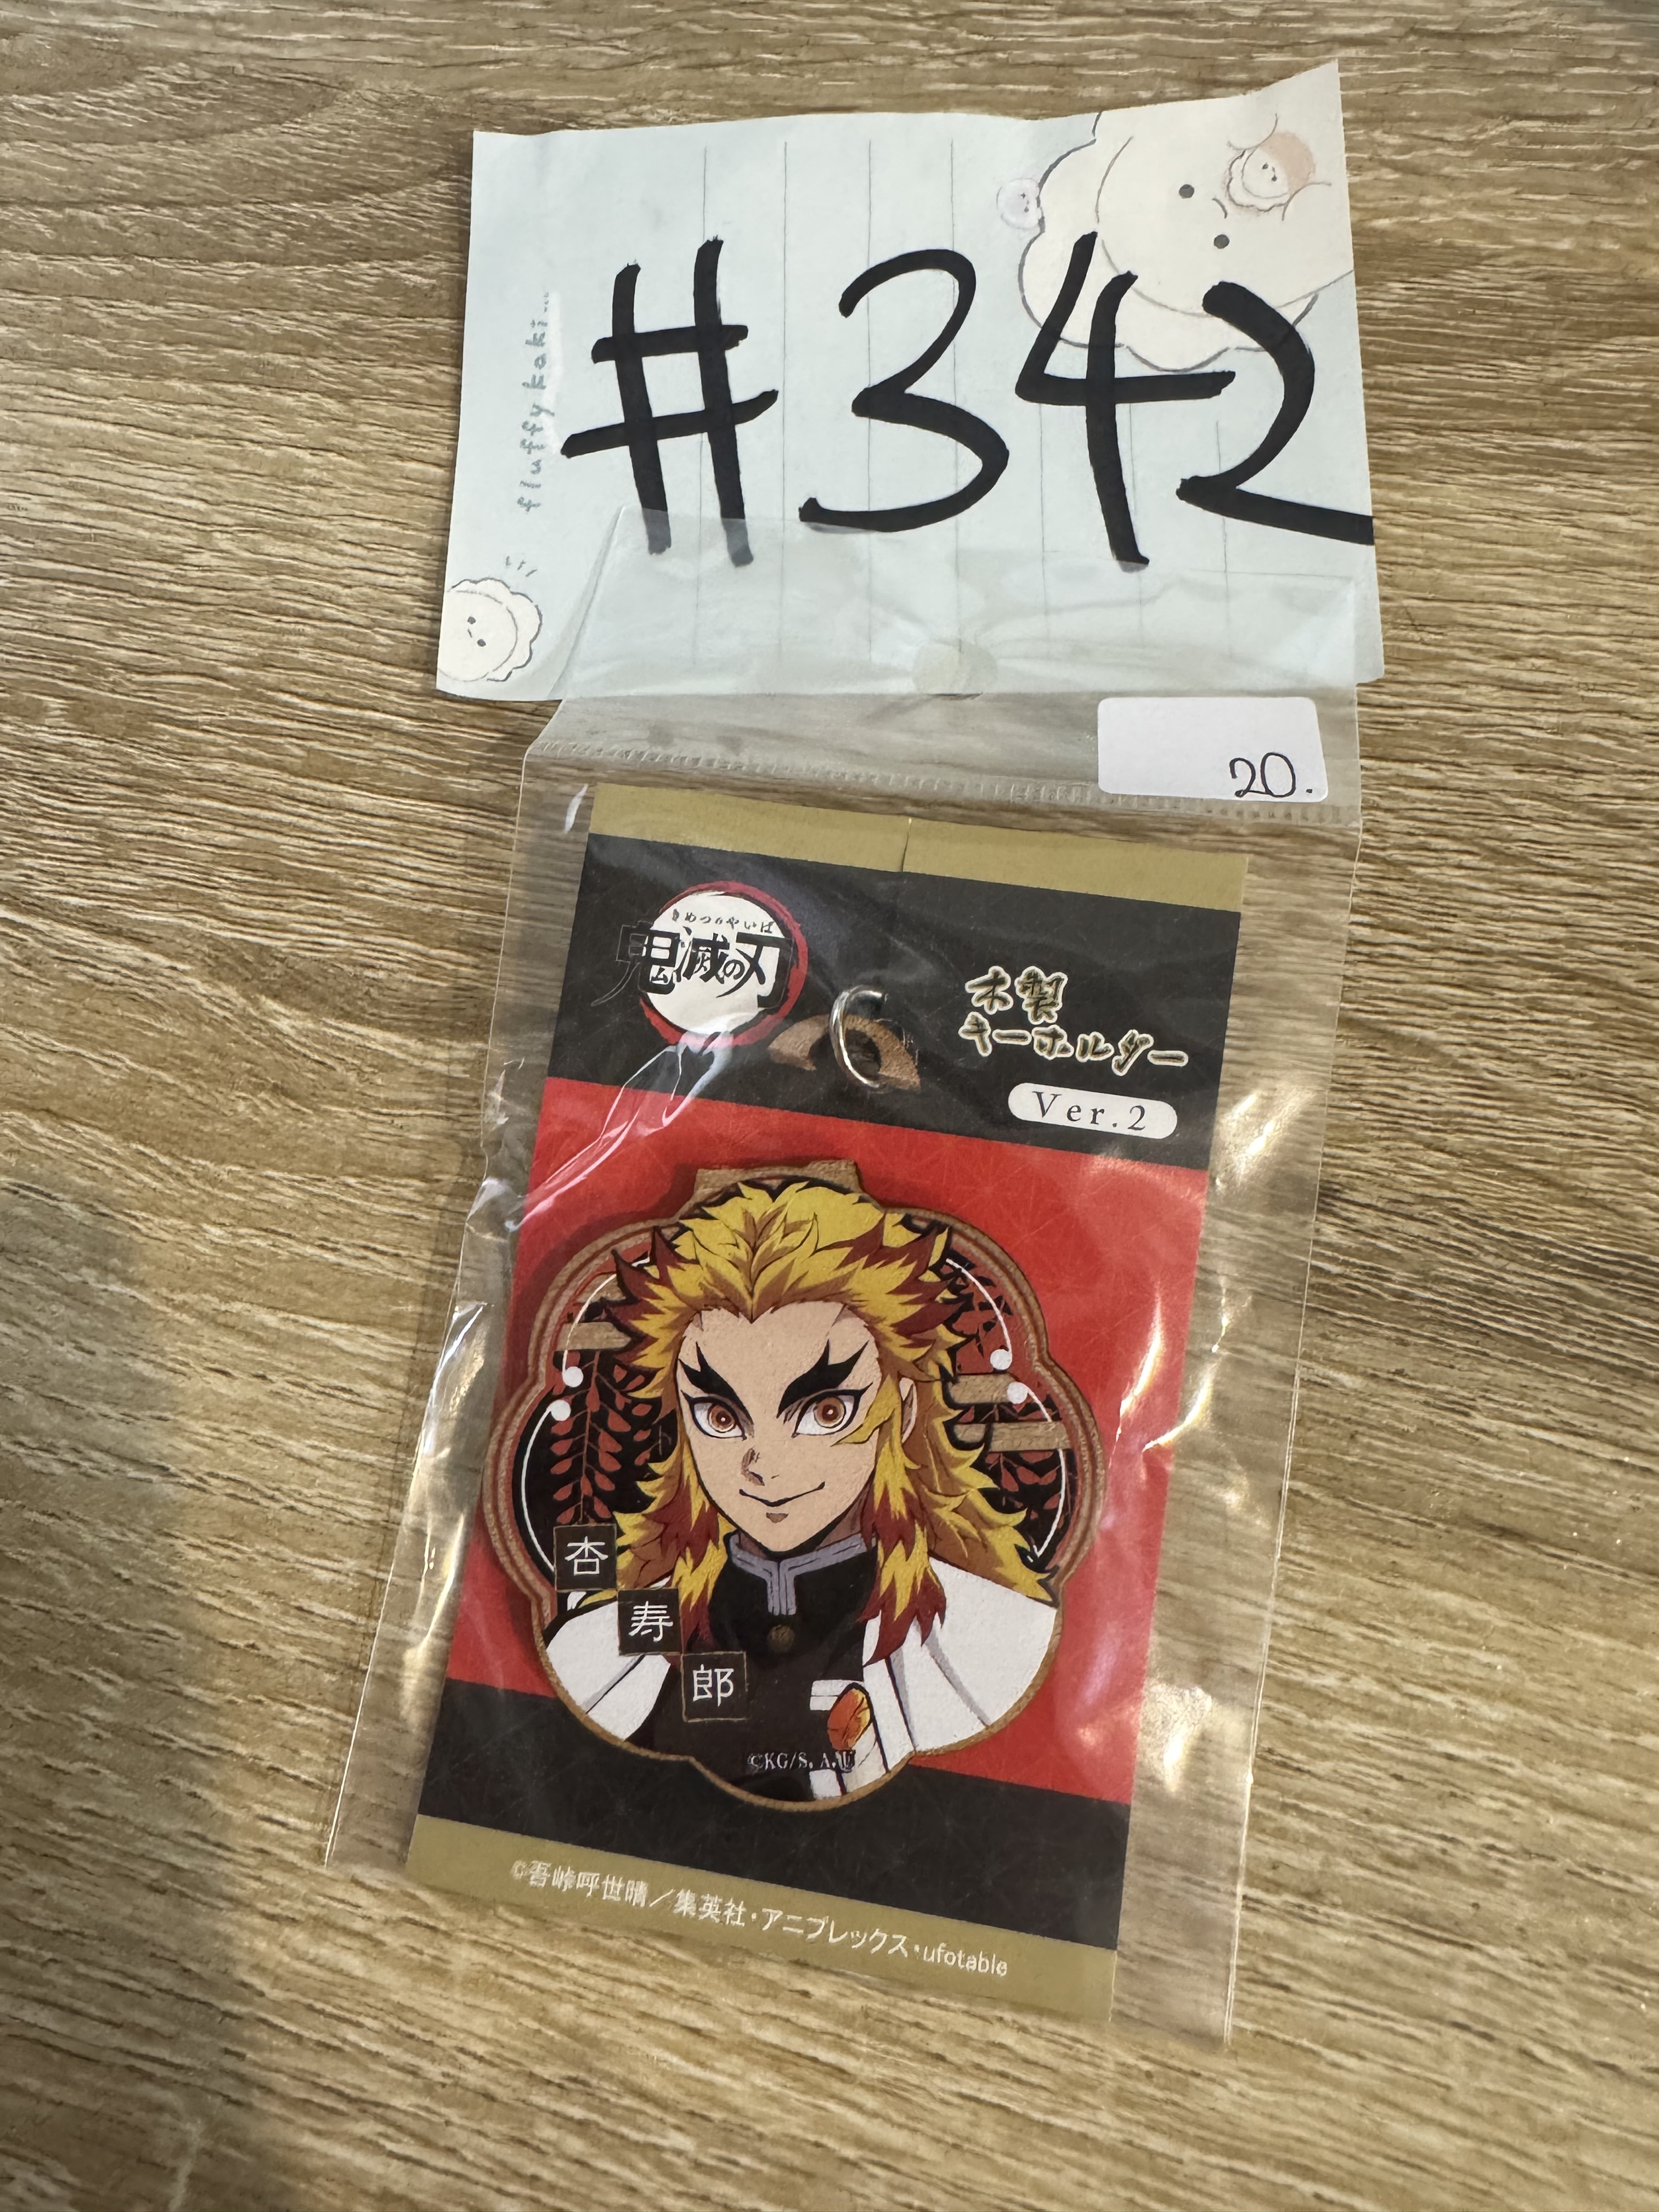 #342
fluffy kaki...
20.
きめつのやいば
鬼滅の刃
木製
キーホルダー
Ver.2
杏
寿
郎
©KG/S, A, U
©吾峠呼世晴／集英社・アニプレックス・ufotable